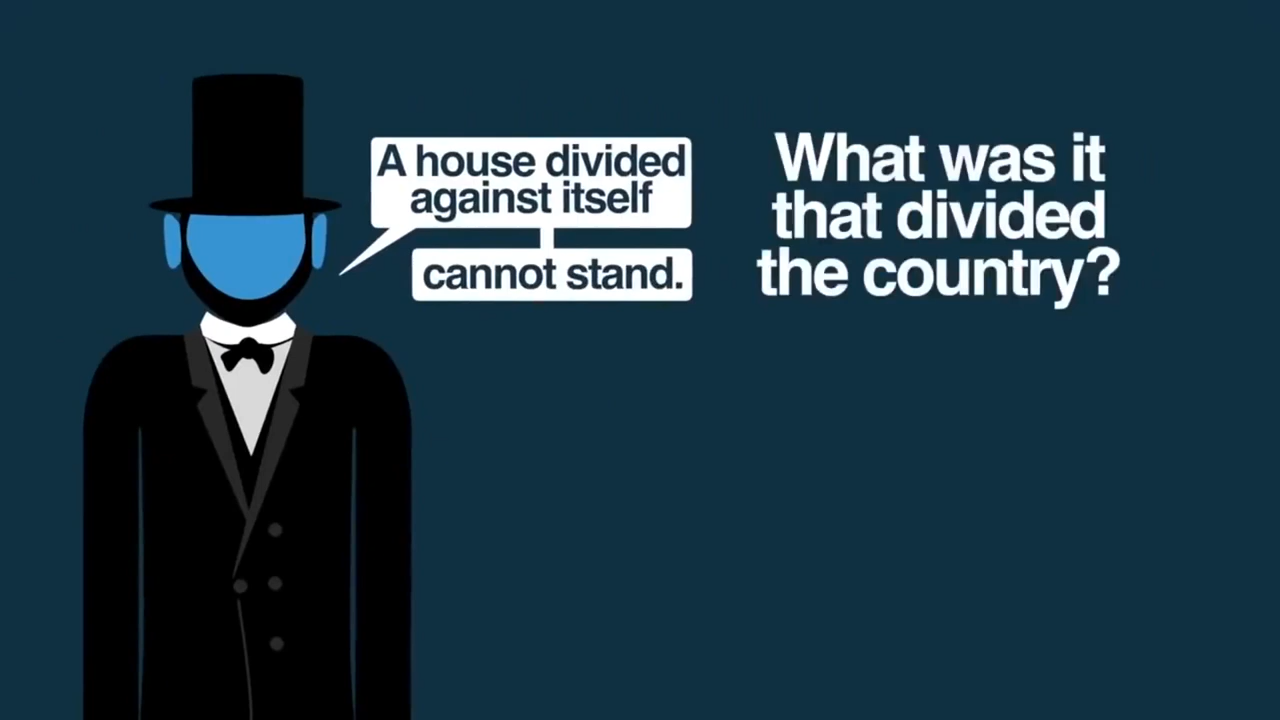 A house divided
against itself
cannot stand.
What was it
that divided
the country?